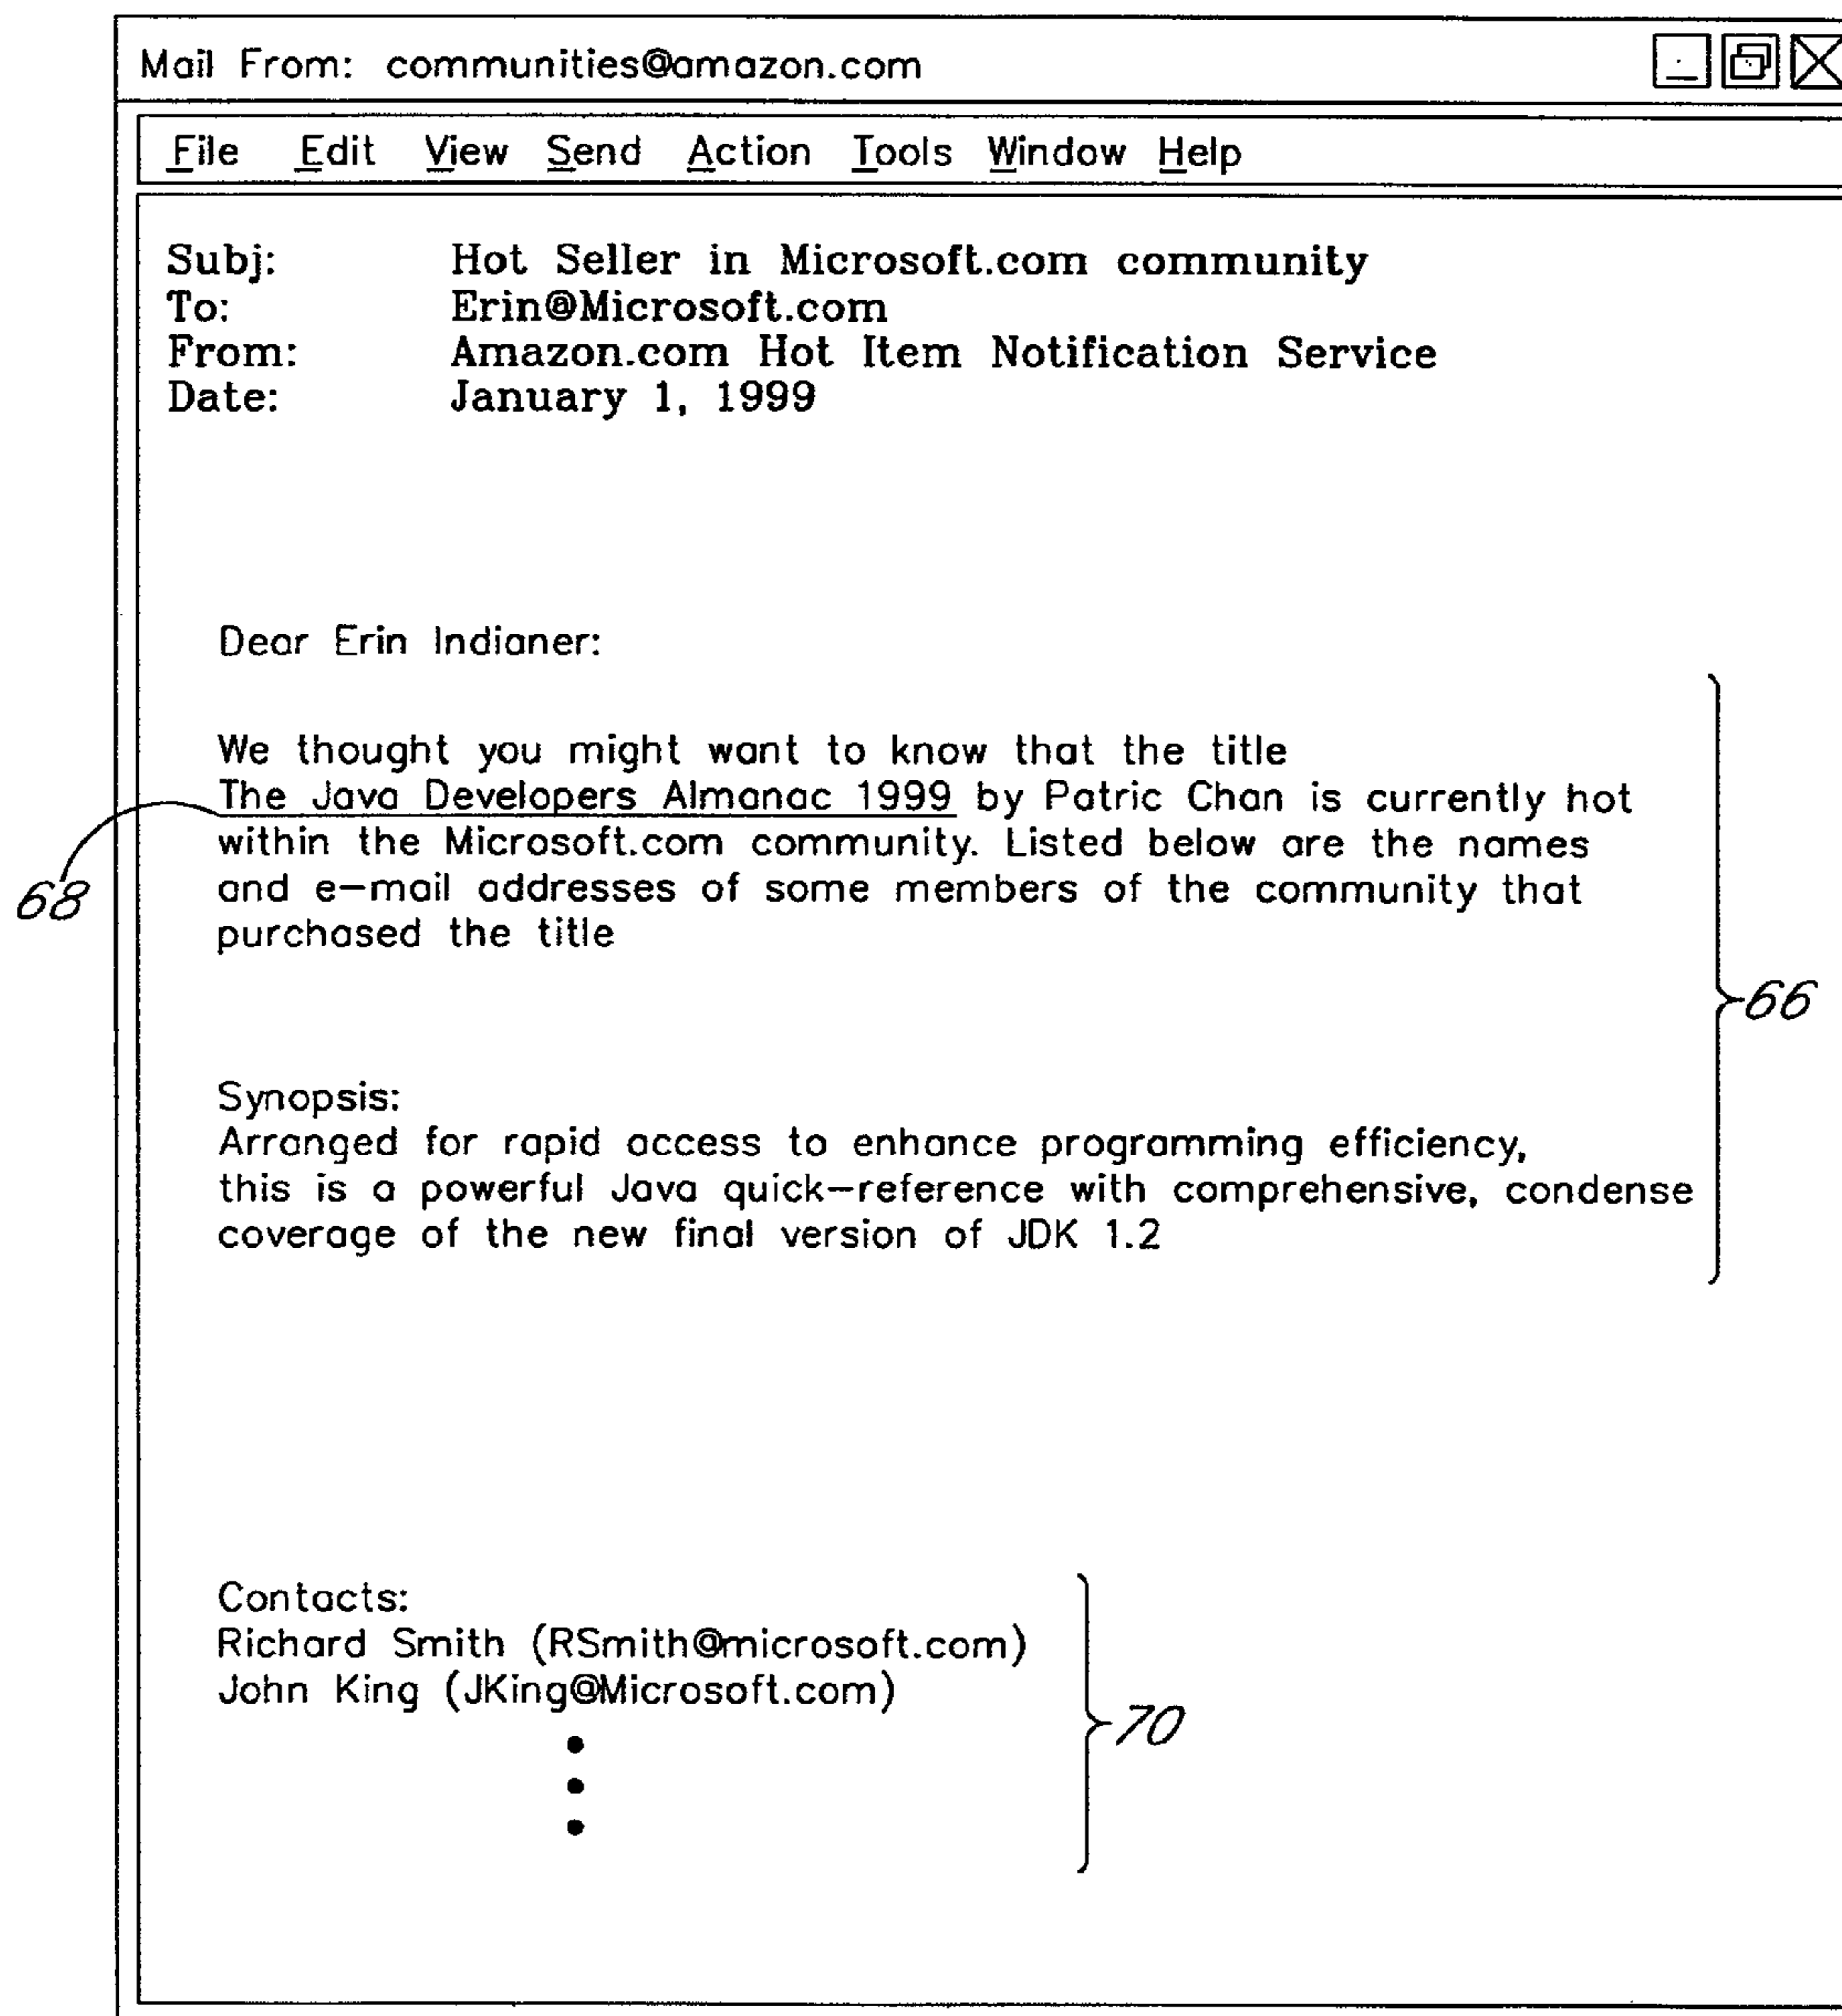 Mail From: communities@amazon.com
File Edit View Send Action Tools Window Help
Subj: Hot Seller in Microsoft.com community
To: Erin@Microsoft.com
From: Amazon.com Hot Item Notification Service
Date: January 1, 1999
Dear Erin Indianer:
We thought you might want to know that the title
The Java Developers Almanac 1999 by Patric Chan is currently hot
within the Microsoft.com community. Listed below are the names
and e-mail addresses of some members of the community that
purchased the title
68
66
Synopsis:
Arranged for rapid access to enhance programming efficiency,
this is a powerful Java quick-reference with comprehensive, condense
coverage of the new final version of JDK 1.2
Contacts:
Richard Smith (RSmith@microsoft.com)
John King (JKing@Microsoft.com)
70